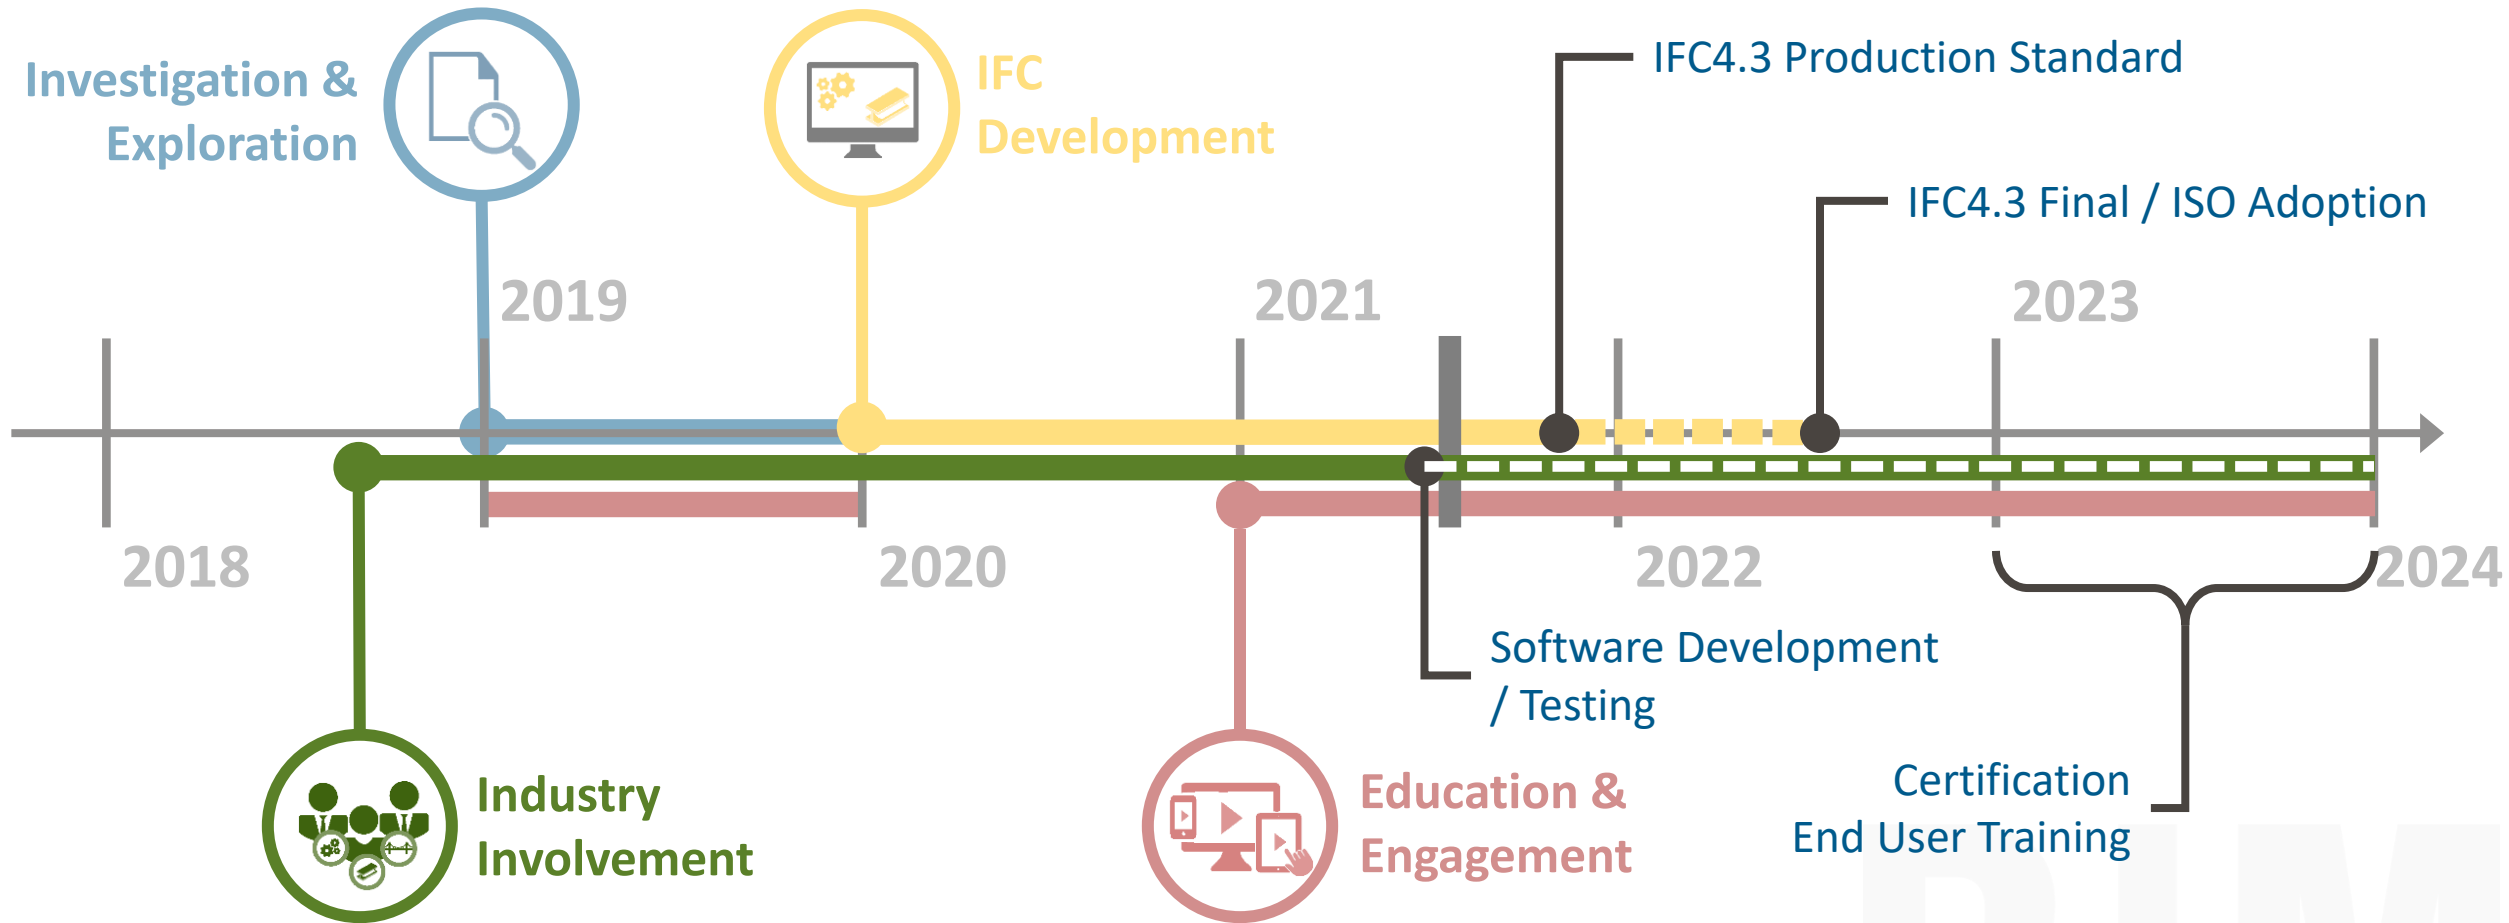 Investigation &
Exploration
IFC
Development
IFC4.3 Production Standard
IFC4.3 Final / ISO Adoption
2019
2021
2023
2018
2020
2022
2024
Software Development
/ Testing
Certification
End User Training
Industry
Involvement
Education &
Engagement